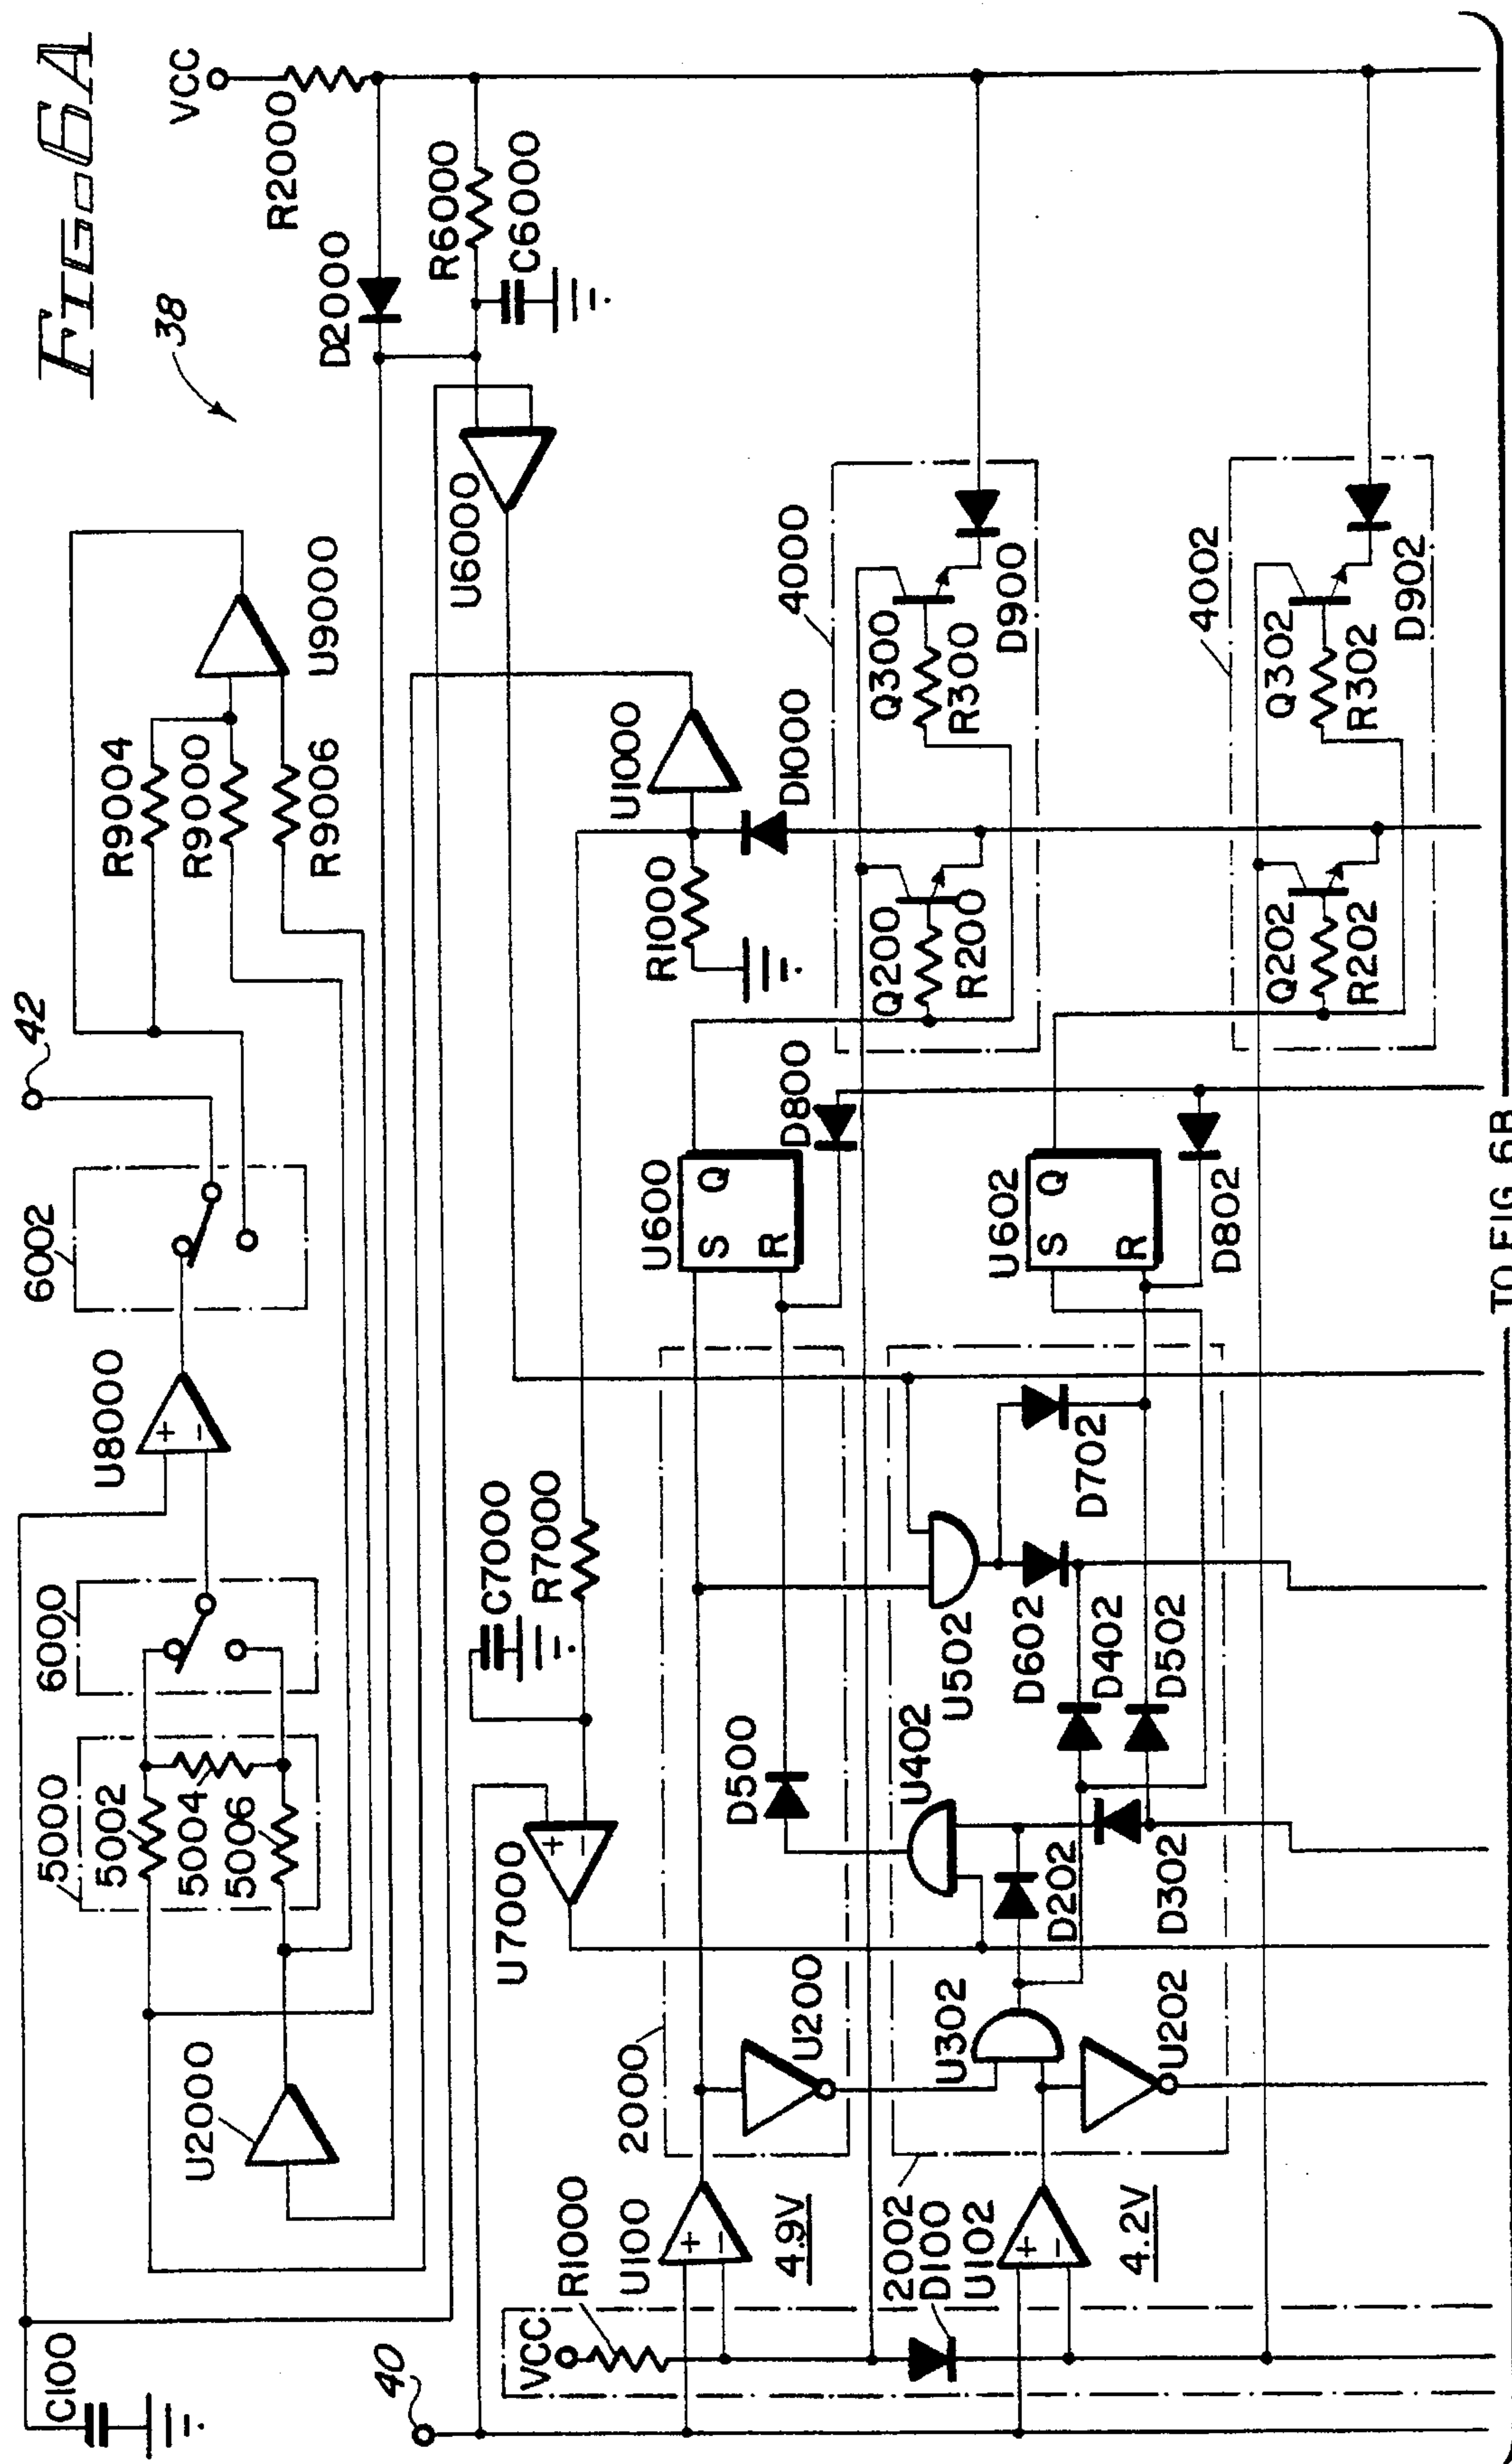 FIG. 6A
38
VCC
R2000
D2000
R6000
C6000
U6000
R9004
R9000
R9006
U9000
42
6002
U8000
+
-
6000
5000
5002
5004
5006
U2000
C100
40
C7000
R7000
U7000
+
-
U1000
R1000
D1000
4000
Q300
R300
D900
Q200
R200
4002
Q302
R302
D902
Q202
R202
U600
S
Q
R
D800
U602
S
Q
R
D802
D702
U502
D602
D402
D502
D500
U402
D202
D302
2000
U200
U302
U202
2002
R1000
U100
+
-
4.9V
VCC
D100
U102
+
-
4.2V
TO FIG. 6B